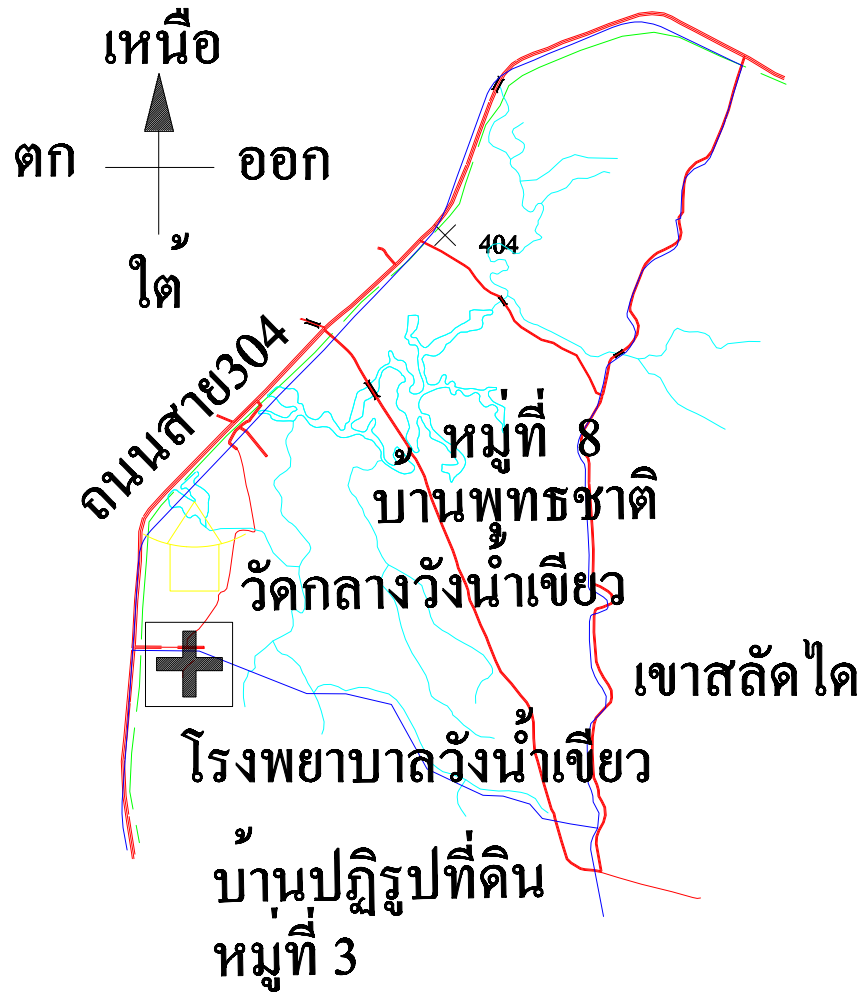 เหนือ
ตก
ออก
ใต้
404
ถนนสาย304
หมู่ที่ 8
บ้านพุทธชาติ
วัดกลางวังน้ำเขียว
เขาสลัดได
โรงพยาบาลวังน้ำเขียว
บ้านปฏิรูปที่ดิน
หมู่ที่ 3